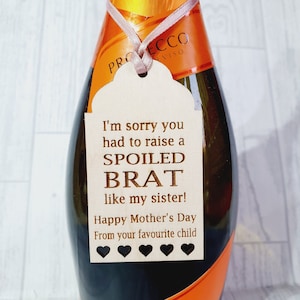 PROSECCO
I'm sorry you
had to raise a
SPOILED
BRAT
like my sister!
Happy Mother's Day
From your favourite child